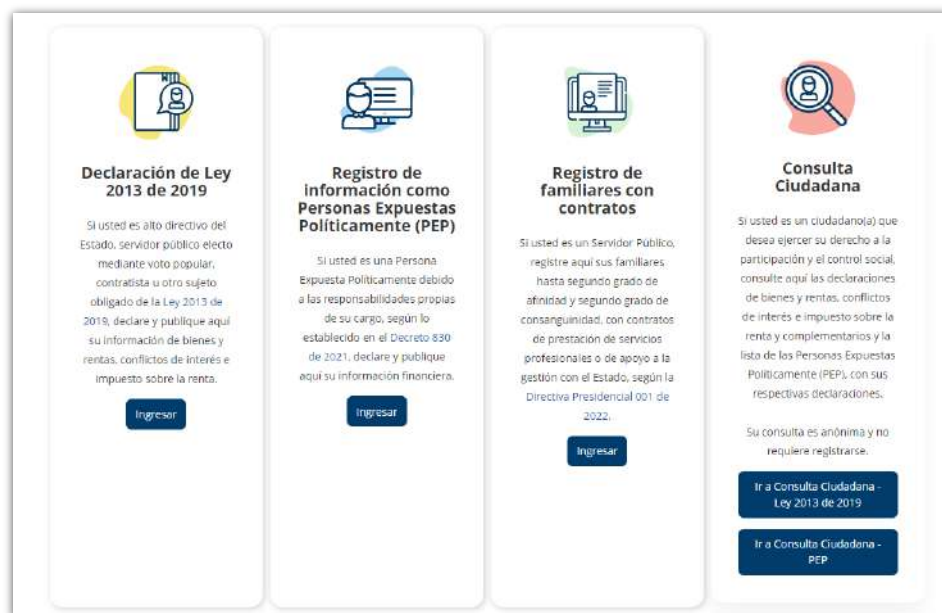 Declaración de Ley
2013 de 2019
Si usted es alto directivo del
Estado, servidor público electo
mediante voto popular,
contratista u otro sujeto
obligado de la Ley 2013 de
2019, declare y publique aquí
su información de bienes y
rentas, conflictos de interés e
impuesto sobre la renta.
Ingresar
Registro de
información como
Personas Expuestas
Políticamente (PEP)
Si usted es una Persona
Expuesta Políticamente debido
a las responsabilidades propias
de su cargo, según lo
establecido en el Decreto 830
de 2021, declare y publique
aquí su información financiera.
Ingresar
Registro de
familiares con
contratos
Si usted es un Servidor Público,
registre aquí sus familiares
hasta segundo grado de
afinidad y segundo grado de
consanguinidad, con contratos
de prestación de servicios
profesionales o de apoyo a la
gestión con el Estado, según la
Directiva Presidencial 001 de
2022.
Ingresar
Consulta
Ciudadana
Si usted es un ciudadano(a) que
desea ejercer su derecho a la
participación y el control social,
consulte aquí las declaraciones
de bienes y rentas, conflictos
de interés e impuesto sobre la
renta y complementarios y la
lista de las Personas Expuestas
Políticamente (PEP), con sus
respectivas declaraciones.
Su consulta es anónima y no
requiere registrarse.
Ir a Consulta Ciudadana -
Ley 2013 de 2019
Ir a Consulta Ciudadana -
PEP